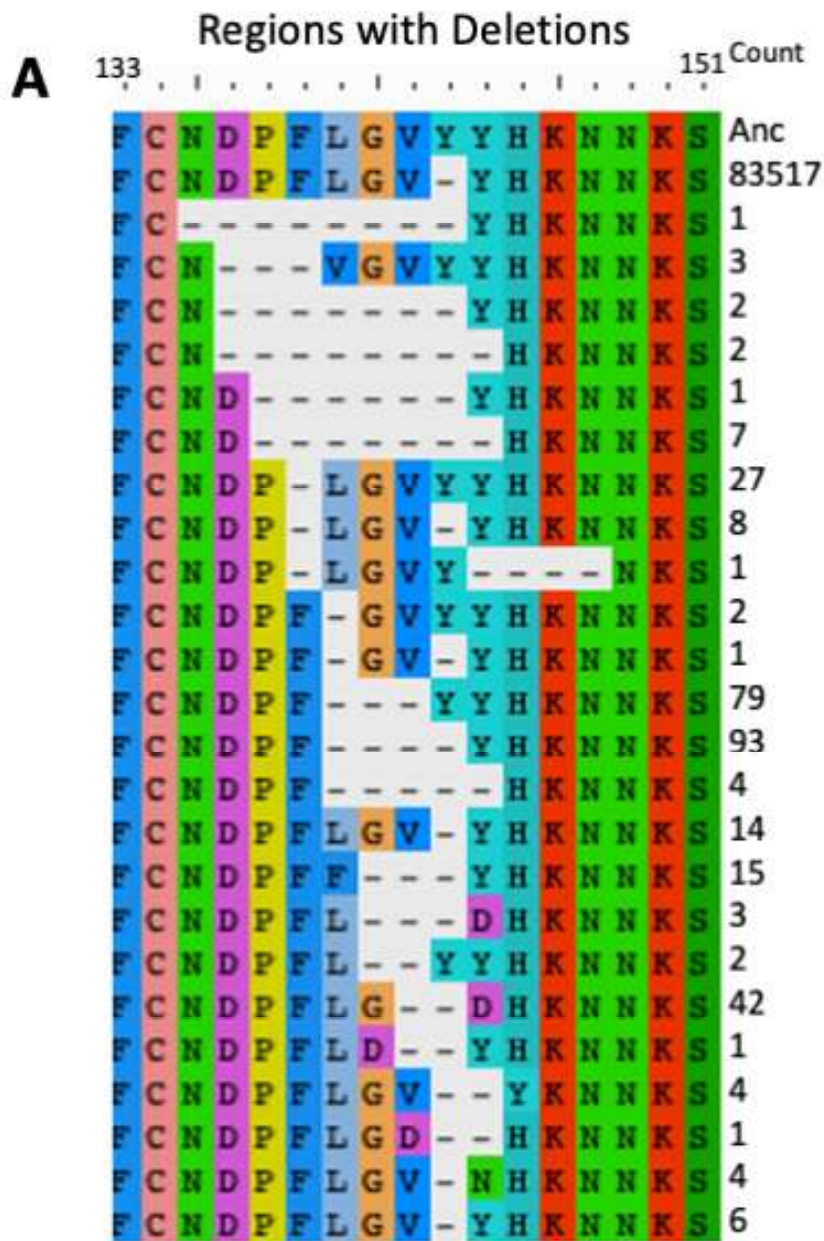 Regions with Deletions
A 133 151 Count
F C N D P F L G V Y Y H K N N K S Anc
F C N D P F L G V - Y H K N N K S 83517
F C - - - - - - - - Y H K N N K S 1
F C N - - - V G V Y Y H K N N K S 3
F C N - - - - - - - Y H K N N K S 2
F C N - - - - - - - - H K N N K S 2
F C N D - - - - - - Y H K N N K S 1
F C N D - - - - - - - H K N N K S 7
F C N D P - L G V Y Y H K N N K S 27
F C N D P - L G V - Y H K N N K S 8
F C N D P - L G V Y - - - - N K S 1
F C N D P F - G V Y Y H K N N K S 2
F C N D P F - G V - Y H K N N K S 1
F C N D P F - - - Y Y H K N N K S 79
F C N D P F - - - - Y H K N N K S 93
F C N D P F - - - - - H K N N K S 4
F C N D P F L G V - Y H K N N K S 14
F C N D P F F - - - Y H K N N K S 15
F C N D P F L - - - D H K N N K S 3
F C N D P F L - - Y Y H K N N K S 2
F C N D P F L G - - D H K N N K S 42
F C N D P F L D - - Y H K N N K S 1
F C N D P F L G V - - Y K N N K S 4
F C N D P F L G D - - H K N N K S 1
F C N D P F L G V - N H K N N K S 4
F C N D P F L G V - Y H K N N K S 6